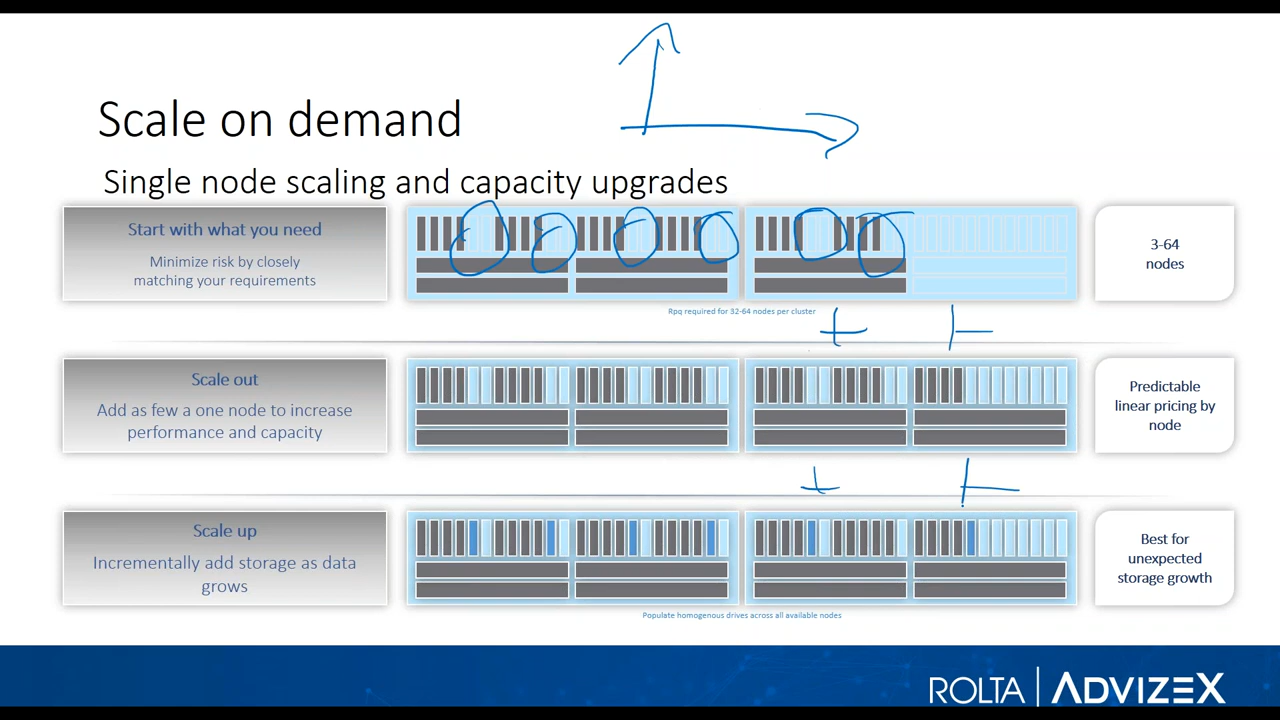 Scale on demand
Single node scaling and capacity upgrades
Start with what you need
Minimize risk by closely
matching your requirements
3-64
nodes
Rpq required for 32-64 nodes per cluster
Scale out
Add as few a one node to increase
performance and capacity
Predictable
linear pricing by
node
Scale up
Incrementally add storage as data
grows
Best for
unexpected
storage growth
Populate homogenous drives across all available nodes
ROLTA | ADVIZEX